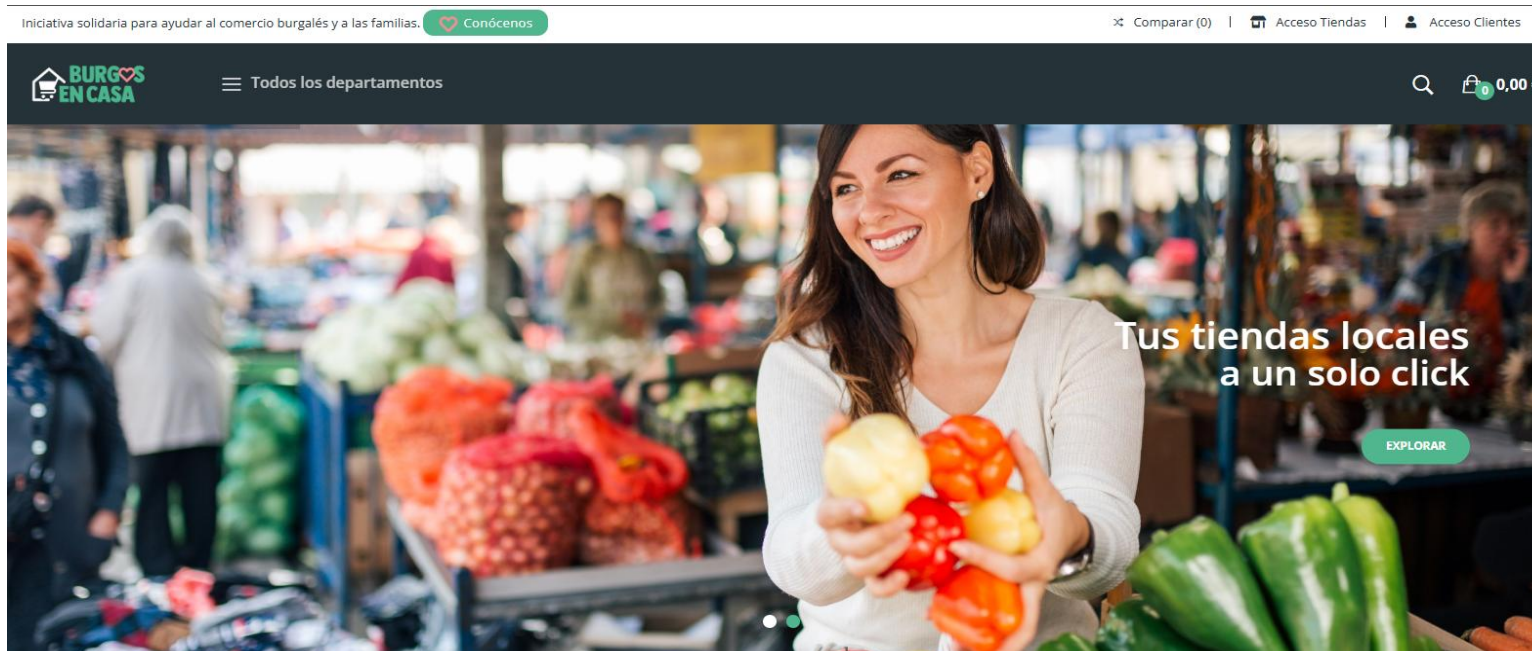 Iniciativa solidaria para ayudar al comercio burgalés y a las familias. Conócenos
Comparar (0) | Acceso Tiendas | Acceso Clientes
BURGOS
EN CASA
Todos los departamentos
0 0,00
Tus tiendas locales
a un solo click
EXPLORAR